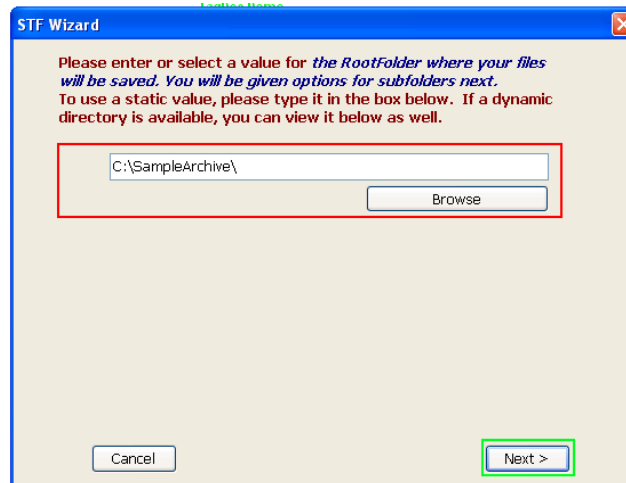 STF Wizard
Please enter or select a value for the RootFolder where your files
will be saved. You will be given options for subfolders next.
To use a static value, please type it in the box below. If a dynamic
directory is available, you can view it below as well.
C:\SampleArchive\
Browse
Cancel
Next >